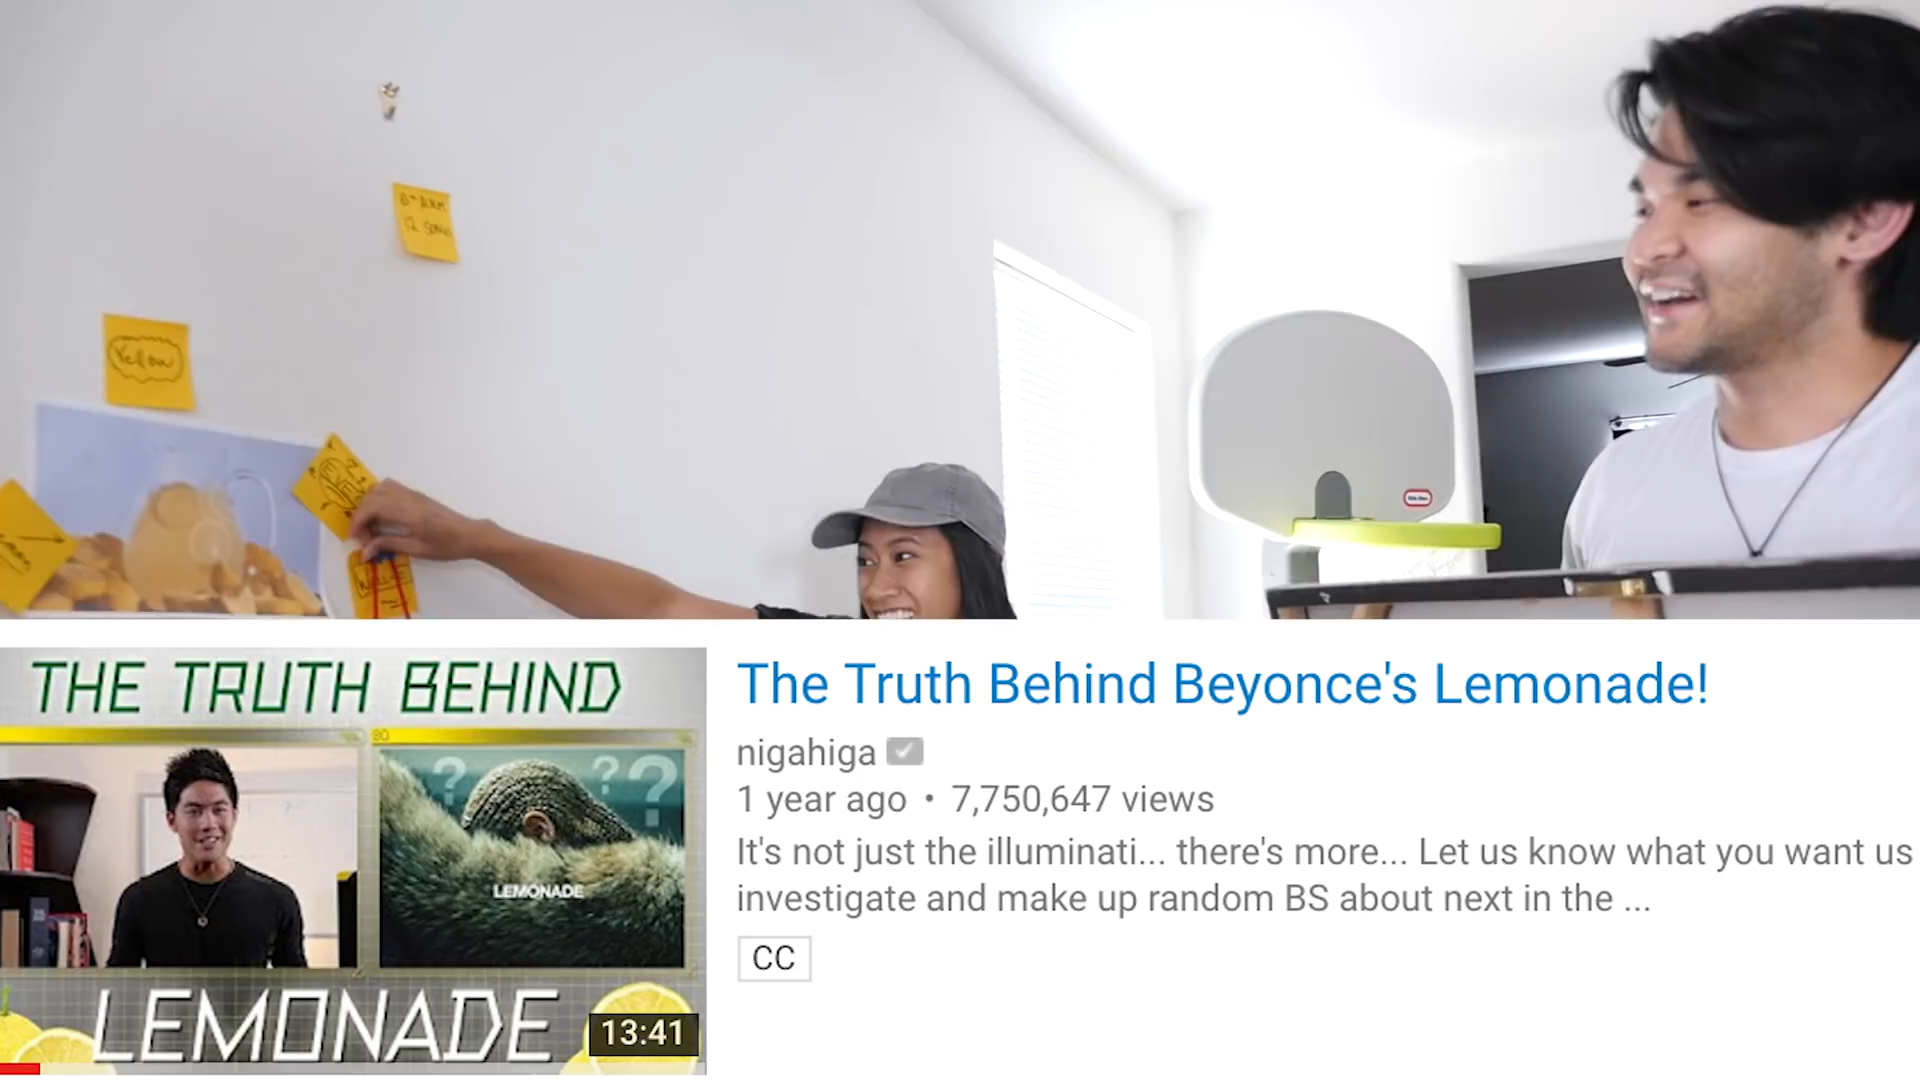 Yellow
THE TRUTH BEHIND
? ? ?
LEMONADE
LEMONADE
13:41
The Truth Behind Beyonce's Lemonade!
nigahiga
1 year ago • 7,750,647 views
It's not just the illuminati... there's more... Let us know what you want us
investigate and make up random BS about next in the ...
CC